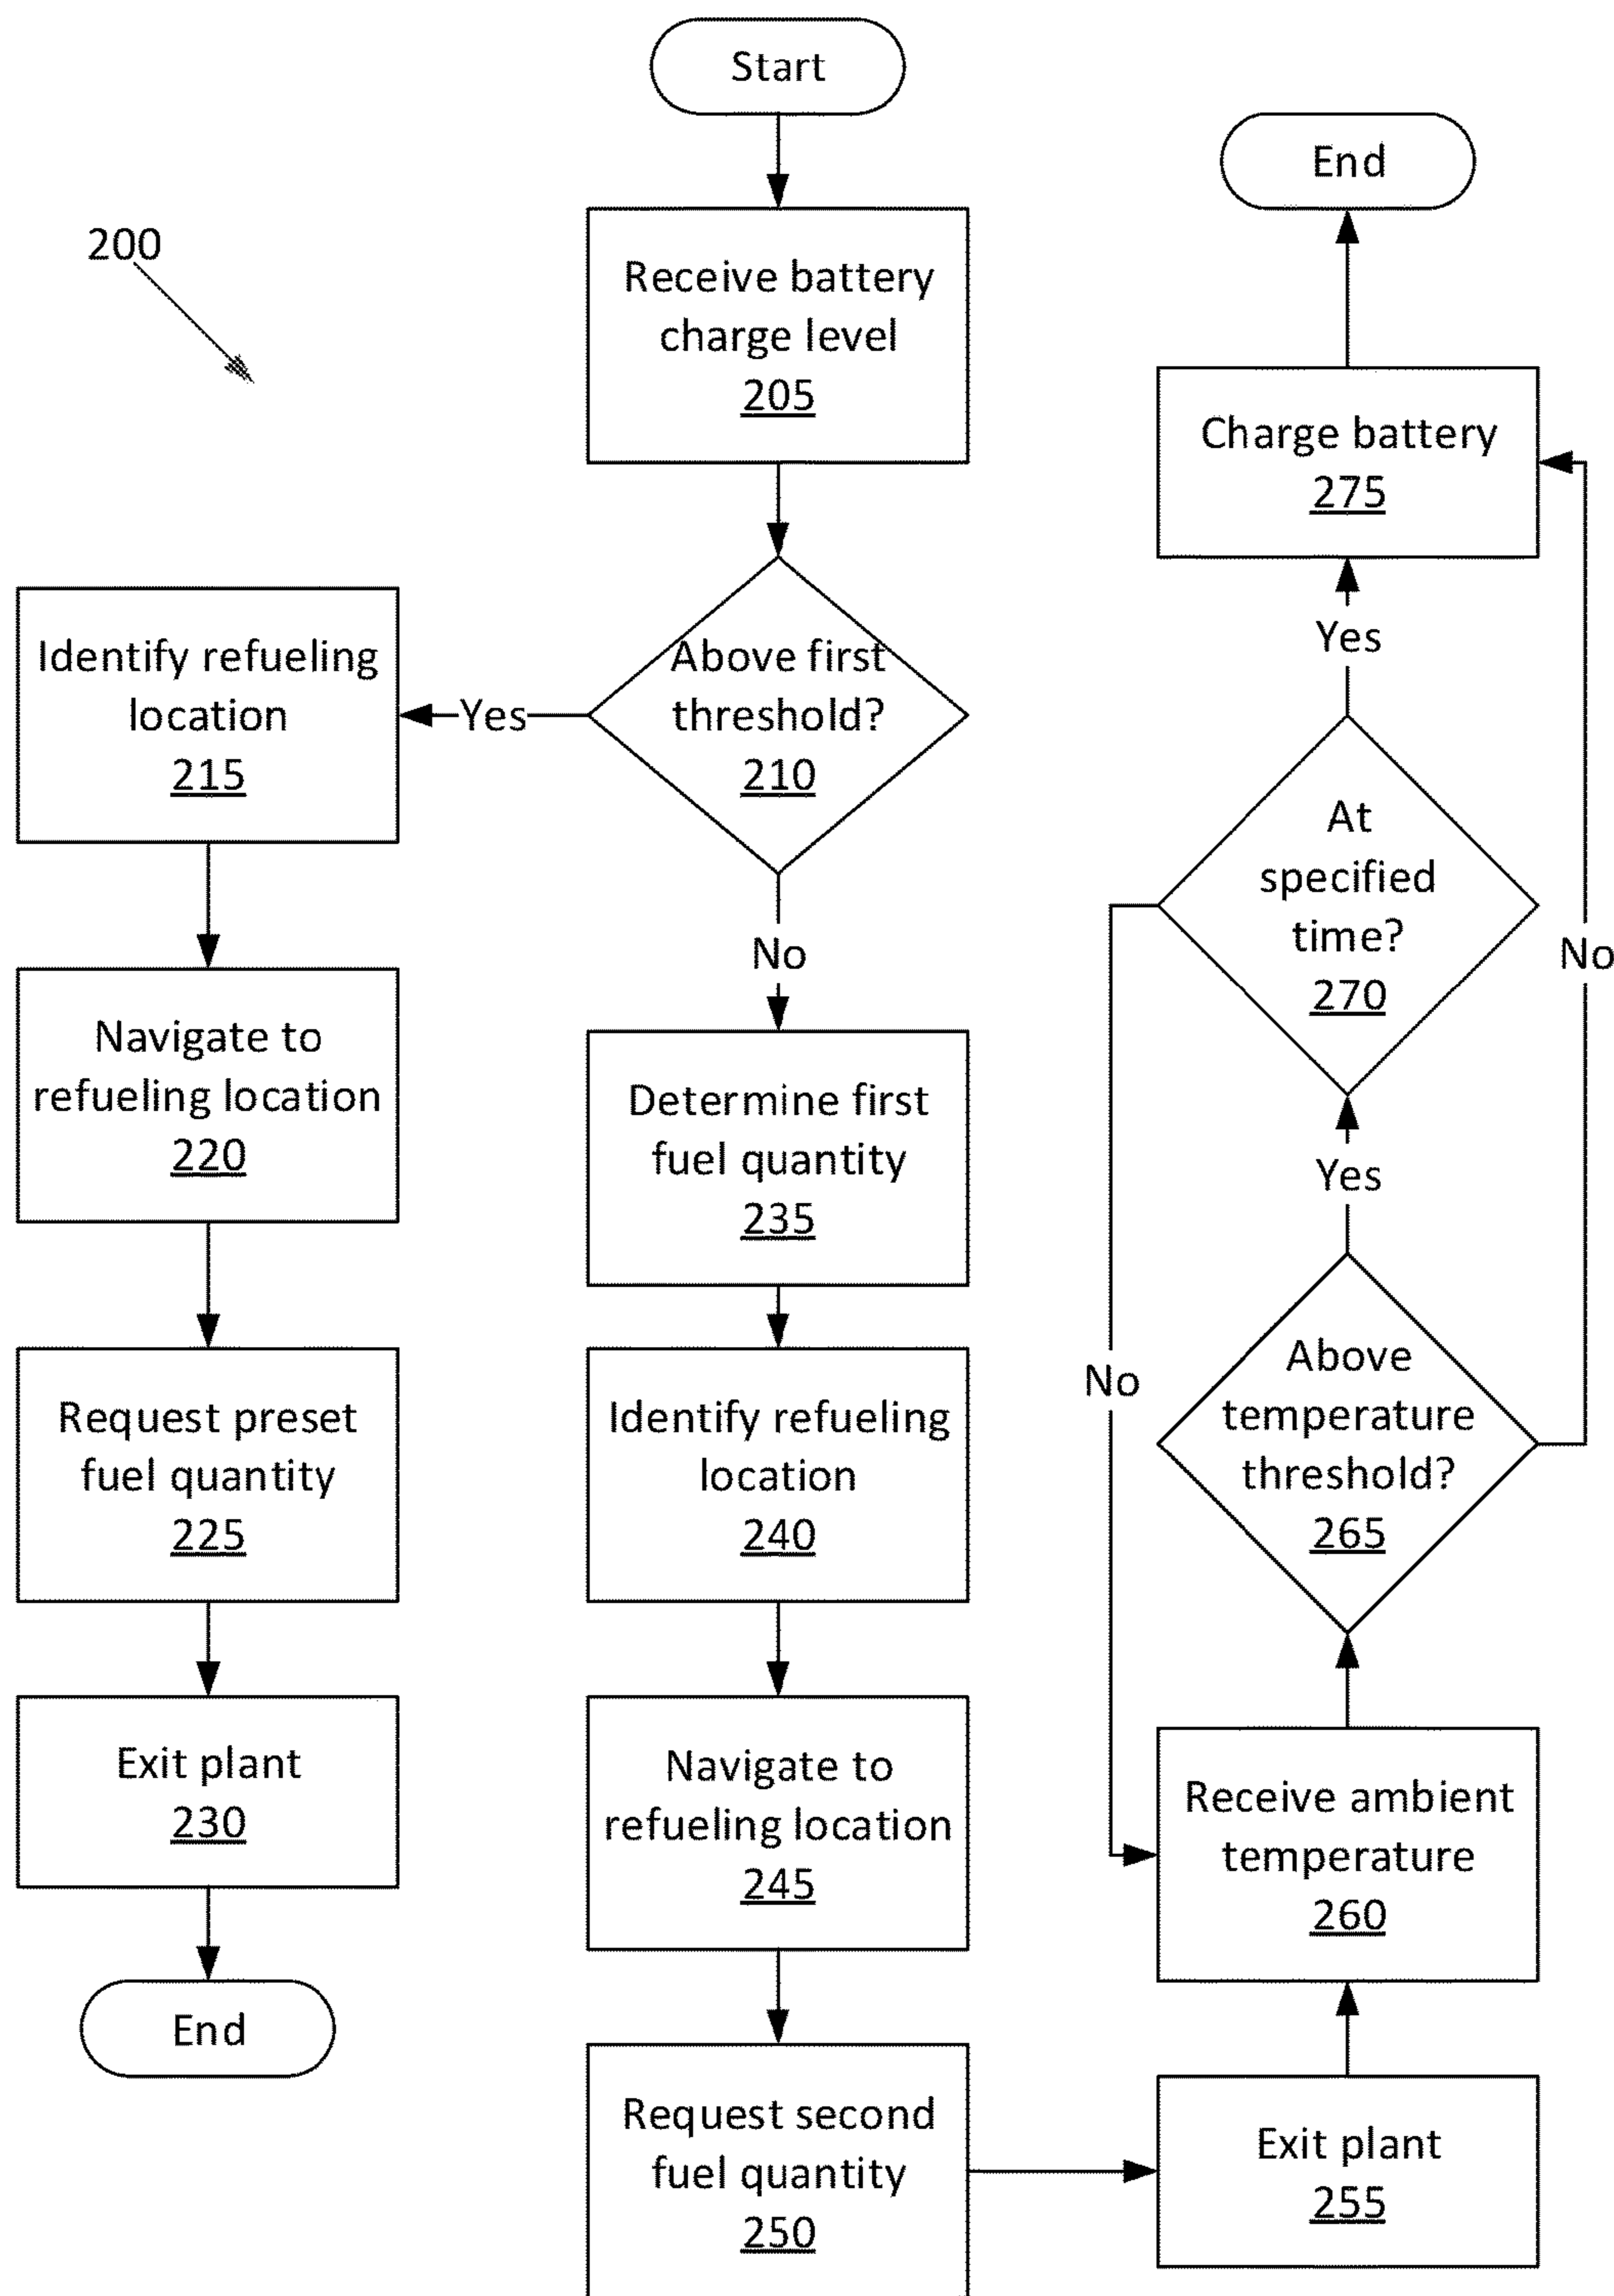 Start
200
Receive battery
charge level
205
Above first
threshold?
210
Yes
Identify refueling
location
215
Navigate to
refueling location
220
Request preset
fuel quantity
225
Exit plant
230
End
No
Determine first
fuel quantity
235
Identify refueling
location
240
Navigate to
refueling location
245
Request second
fuel quantity
250
Exit plant
255
Receive ambient
temperature
260
Above
temperature
threshold?
265
Yes
No
At
specified
time?
270
No
Yes
Charge battery
275
End